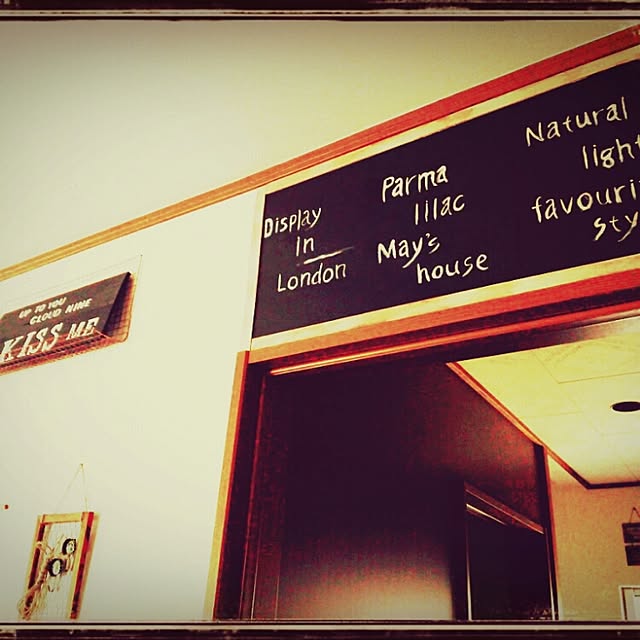 Display
in
London
Parma
lilac
May's
house
Natural
light
favouri
sty
UP TO YOU
CLOUD NINE
KISS ME